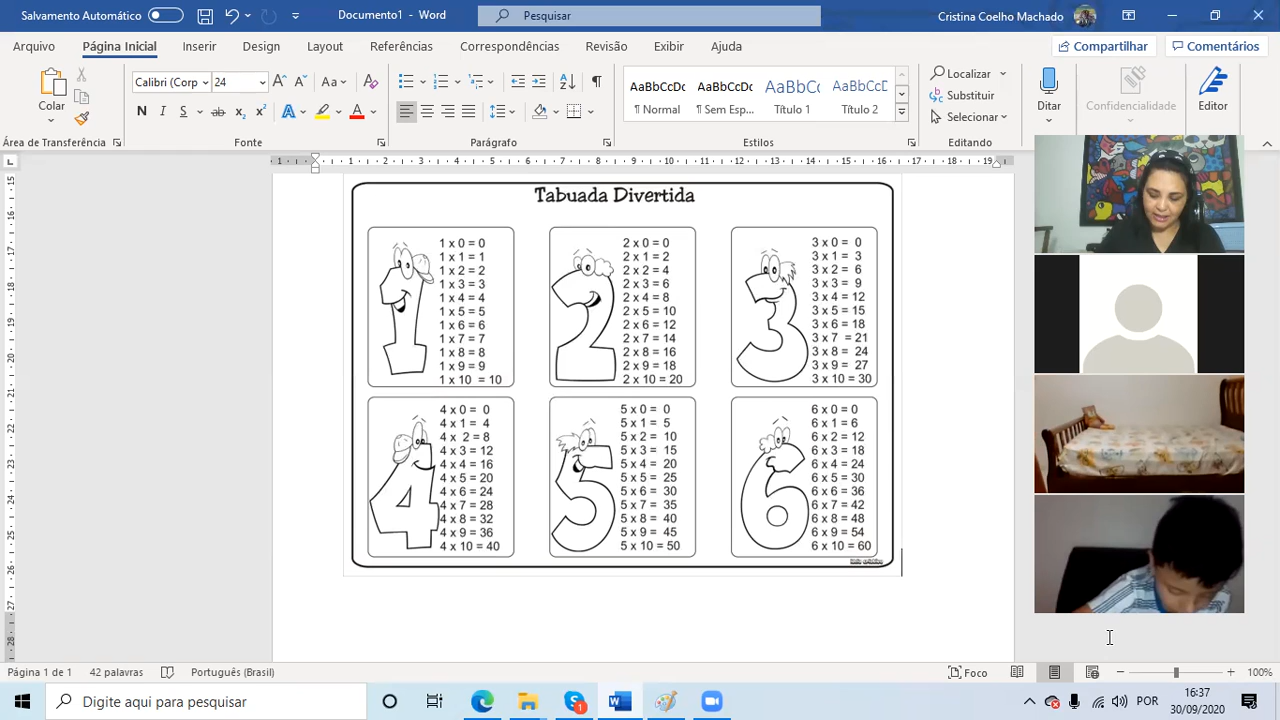 Salvamento Automático
Documento1 - Word
Pesquisar
Cristina Coelho Machado
Arquivo
Página Inicial
Inserir
Design
Layout
Referências
Correspondências
Revisão
Exibir
Ajuda
Compartilhar
Comentários
Colar
Calibri (Corp
24
Aa
N I S ab x₂ x²
AaBbCcDc AaBbCcDc AaBbCc AaBbCcD
¶ Normal ¶ Sem Esp... Título 1 Título 2
Localizar
Substituir
Selecionar
Ditar
Confidencialidade
Editor
Área de Transferência
Fonte
Parágrafo
Estilos
Editando
Tabuada Divertida
1 x 0 = 0
1 x 1 = 1
1 x 2 = 2
1 x 3 = 3
1 x 4 = 4
1 x 5 = 5
1 x 6 = 6
1 x 7 = 7
1 x 8 = 8
1 x 9 = 9
1 x 10 = 10
2 x 0 = 0
2 x 1 = 2
2 x 2 = 4
2 x 3 = 6
2 x 4 = 8
2 x 5 = 10
2 x 6 = 12
2 x 7 = 14
2 x 8 = 16
2 x 9 = 18
2 x 10 = 20
3 x 0 = 0
3 x 1 = 3
3 x 2 = 6
3 x 3 = 9
3 x 4 = 12
3 x 5 = 15
3 x 6 = 18
3 x 7 = 21
3 x 8 = 24
3 x 9 = 27
3 x 10 = 30
4 x 0 = 0
4 x 1 = 4
4 x 2 = 8
4 x 3 = 12
4 x 4 = 16
4 x 5 = 20
4 x 6 = 24
4 x 7 = 28
4 x 8 = 32
4 x 9 = 36
4 x 10 = 40
5 x 0 = 0
5 x 1 = 5
5 x 2 = 10
5 x 3 = 15
5 x 4 = 20
5 x 5 = 25
5 x 6 = 30
5 x 7 = 35
5 x 8 = 40
5 x 9 = 45
5 x 10 = 50
6 x 0 = 0
6 x 1 = 6
6 x 2 = 12
6 x 3 = 18
6 x 4 = 24
6 x 5 = 30
6 x 6 = 36
6 x 7 = 42
6 x 8 = 48
6 x 9 = 54
6 x 10 = 60
Página 1 de 1
42 palavras
Português (Brasil)
Foco
100%
Digite aqui para pesquisar
POR
16:37
30/09/2020